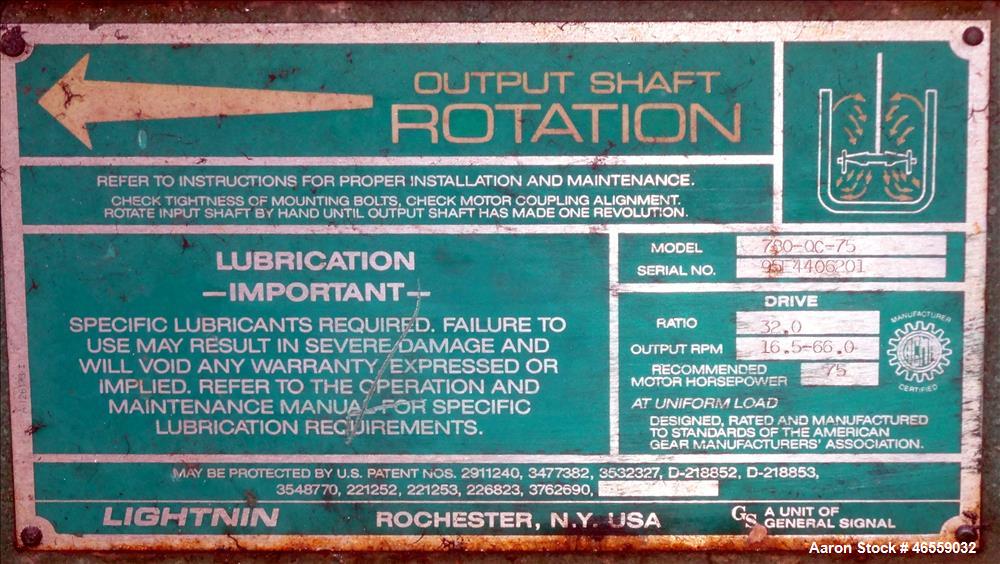 OUTPUT SHAFT
ROTATION
REFER TO INSTRUCTIONS FOR PROPER INSTALLATION AND MAINTENANCE.
CHECK TIGHTNESS OF MOUNTING BOLTS, CHECK MOTOR COUPLING ALIGNMENT.
ROTATE INPUT SHAFT BY HAND UNTIL OUTPUT SHAFT HAS MADE ONE REVOLUTION.
LUBRICATION
—IMPORTANT—
SPECIFIC LUBRICANTS REQUIRED. FAILURE TO
USE MAY RESULT IN SEVERE DAMAGE AND
WILL VOID ANY WARRANTY EXPRESSED OR
IMPLIED. REFER TO THE OPERATION AND
MAINTENANCE MANUAL FOR SPECIFIC
LUBRICATION REQUIREMENTS.
MODEL 780-QC-75
SERIAL NO. 95E4406201
DRIVE
RATIO 32.0
OUTPUT RPM 16.5-66.0
RECOMMENDED
MOTOR HORSEPOWER 75
MANUFACTURER
CERTIFIED
AT UNIFORM LOAD
DESIGNED, RATED AND MANUFACTURED
TO STANDARDS OF THE AMERICAN
GEAR MANUFACTURERS' ASSOCIATION.
MAY BE PROTECTED BY U.S. PATENT NOS. 2911240, 3477382, 3532327, D-218852, D-218853,
3548770, 221252, 221253, 226823, 3762690,
LIGHTNIN
ROCHESTER, N.Y. USA
GS A UNIT OF
GENERAL SIGNAL
Aaron Stock # 46559032